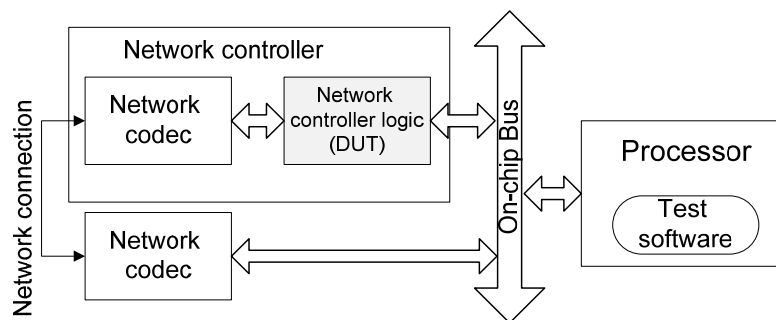 Network controller
Network
codec
Network
controller logic
(DUT)
Network connection
Network
codec
On-chip Bus
Processor
Test
software